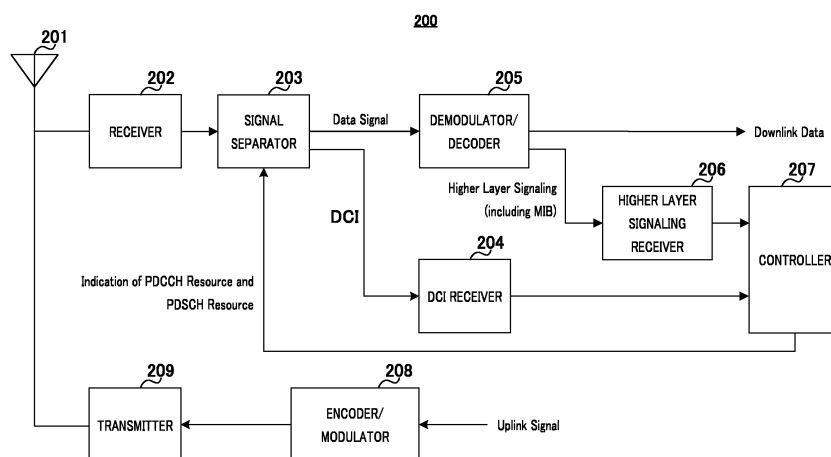 200
201
202
RECEIVER
203
SIGNAL
SEPARATOR
Data Signal
205
DEMODULATOR/
DECODER
Downlink Data
Higher Layer Signaling
(including MIB)
206
HIGHER LAYER
SIGNALING
RECEIVER
207
CONTROLLER
DCI
204
DCI RECEIVER
Indication of PDCCH Resource and
PDSCH Resource
209
TRANSMITTER
208
ENCODER/
MODULATOR
Uplink Signal